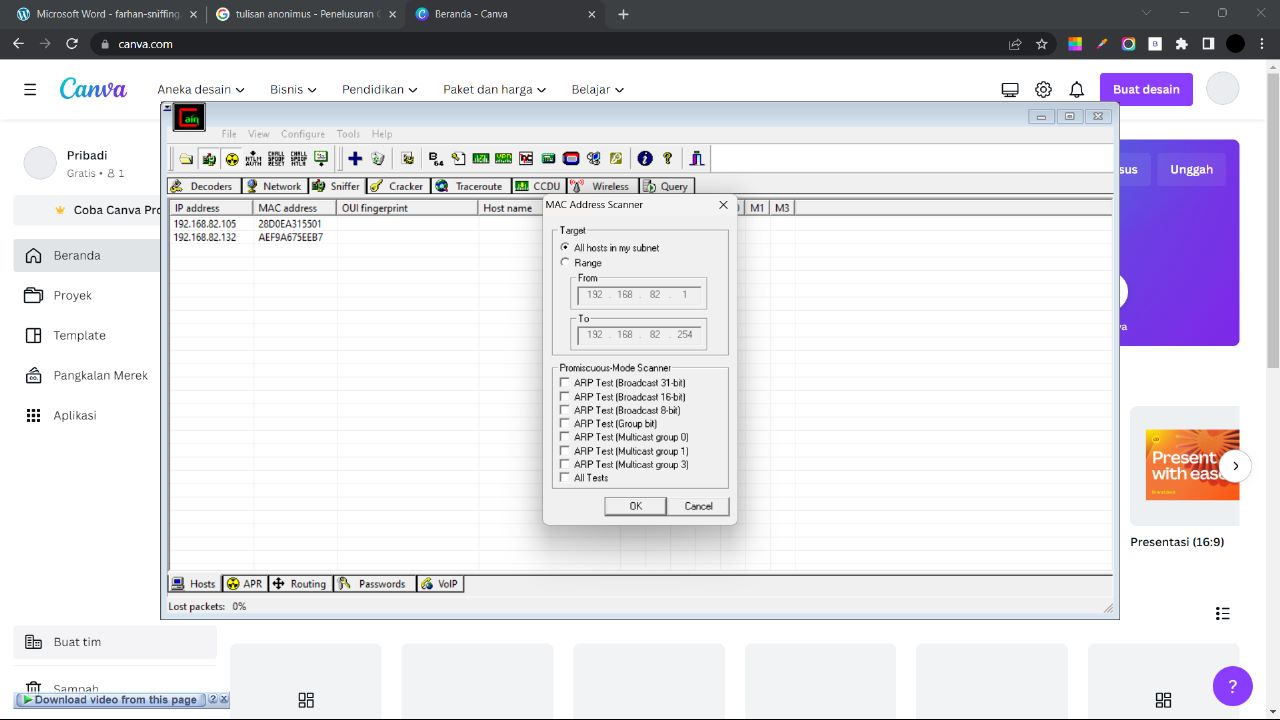 Microsoft Word - farhan-sniffing.
tulisan anonimus - Penelusuran G
Beranda - Canva
canva.com
Canva
Aneka desain
Bisnis
Pendidikan
Paket dan harga
Belajar
Buat desain
Pribadi
Gratis • 1
Coba Canva Pro
Beranda
Proyek
Template
Pangkalan Merek
Aplikasi
Buat tim
Sampah
Download video from this page
Cain
File View Configure Tools Help
Decoders Network Sniffer Cracker Traceroute CCDU Wireless Query
IP address MAC address OUI fingerprint Host name M1 M3
192.168.82.105 28D0EA315501
192.168.82.132 AEF9A675EEB7
MAC Address Scanner
Target
All hosts in my subnet
Range
From
192 . 168 . 82 . 1
To
192 . 168 . 82 . 254
Promiscuous-Mode Scanner
ARP Test (Broadcast 31-bit)
ARP Test (Broadcast 16-bit)
ARP Test (Broadcast 8-bit)
ARP Test (Group bit)
ARP Test (Multicast group 0)
ARP Test (Multicast group 1)
ARP Test (Multicast group 3)
All Tests
OK Cancel
Hosts APR Routing Passwords VoIP
Lost packets: 0%
sus
Unggah
va
Present
with ease
Presentasi (16:9)
?